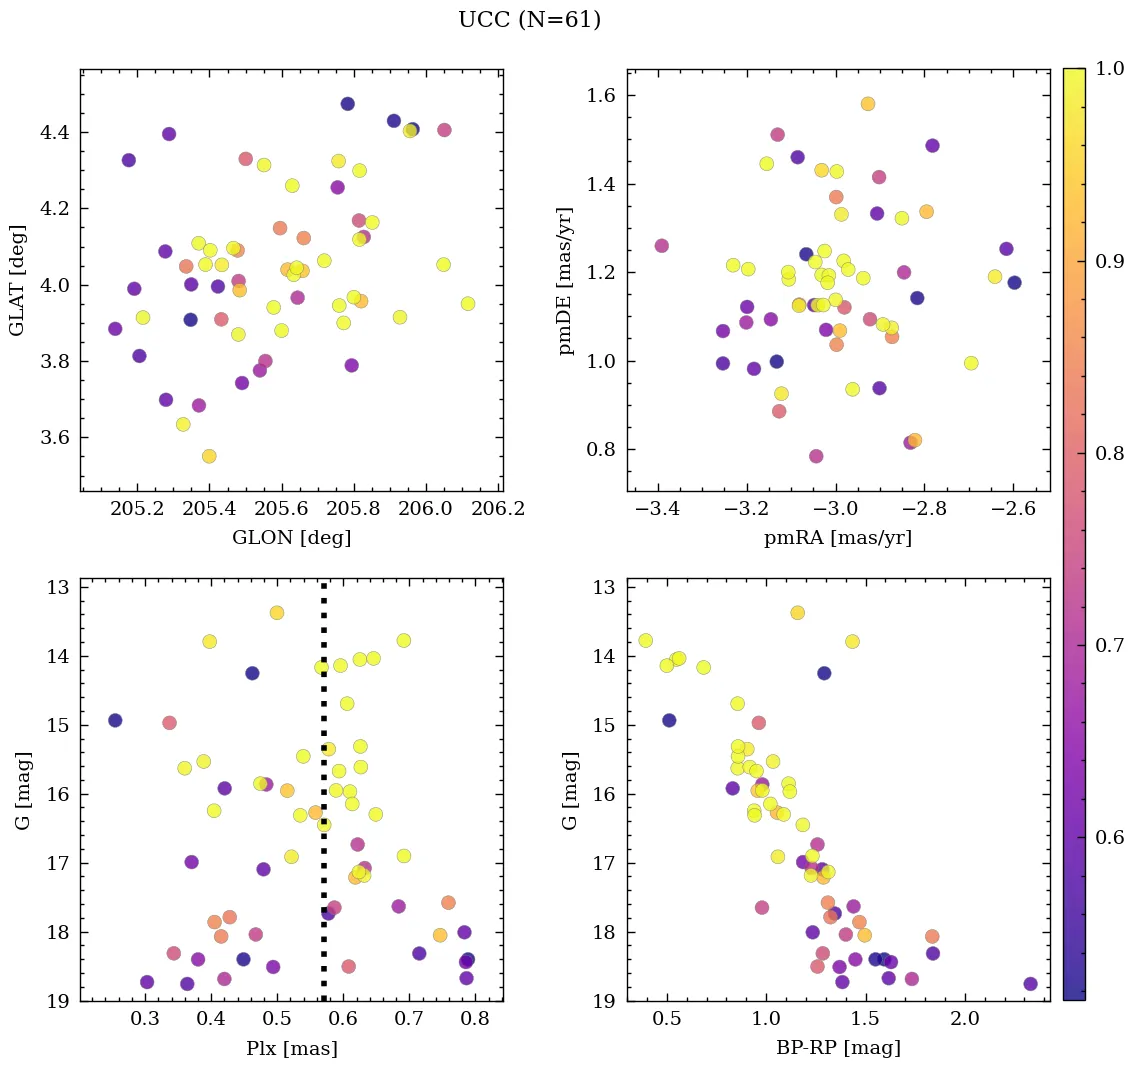 UCC (N=61)
4.4
4.2
4.0
3.8
3.6
GLAT [deg]
205.2 205.4 205.6 205.8 206.0 206.2
GLON [deg]
1.6
1.4
1.2
1.0
0.8
pmDE [mas/yr]
−3.4 −3.2 −3.0 −2.8 −2.6
pmRA [mas/yr]
13
14
15
16
17
18
19
G [mag]
0.3 0.4 0.5 0.6 0.7 0.8
Plx [mas]
13
14
15
16
17
18
19
G [mag]
0.5 1.0 1.5 2.0
BP-RP [mag]
1.0
0.9
0.8
0.7
0.6